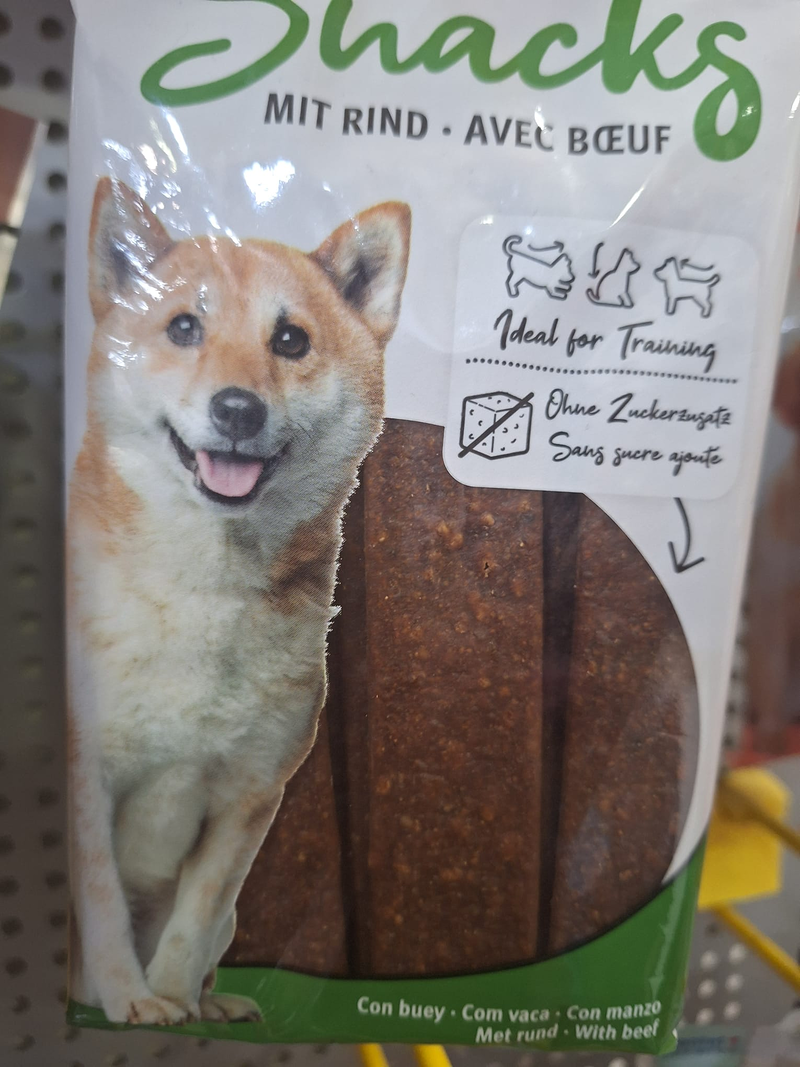 Snacks
MIT RIND · AVEC BŒUF
Ideal for Training
Ohne Zuckerzusatz
Sans sucre ajoute
Con buey · Com vaca · Con manzo
Met rund · With beef